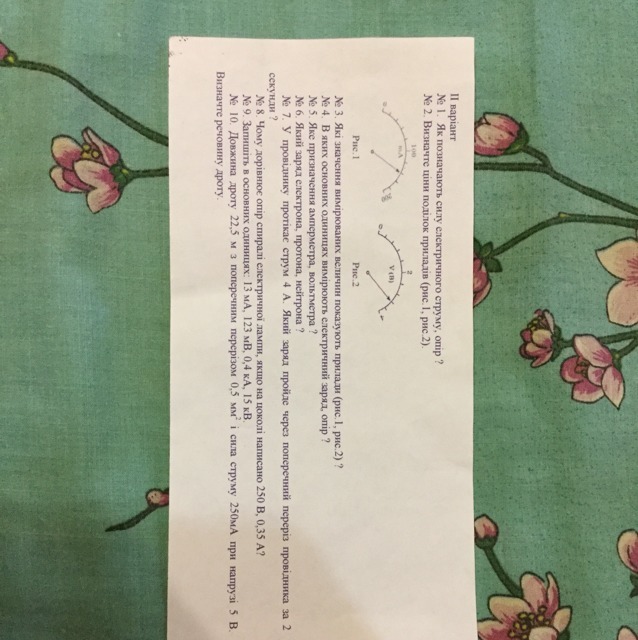 ІІ варіант
№ 1. Як позначають силу електричного струму, опір ?
№ 2. Визначте ціни поділок приладів (рис.1, рис.2).
0 100 mA
0 2 V (B)
Рис.1 Рис.2
№ 3 Які значення вимірюваних величин показують прилади (рис.1, рис.2) ?
№ 4. В яких основних одиницях вимірюють електричний заряд, опір ?
№ 5. Яке призначення амперметра, вольтметра ?
№ 6. Який заряд електрона, протона, нейтрона ?
№ 7. У провіднику протікає струм 4 А. Який заряд пройде через поперечний переріз провідника за 2
секунди ?
№ 8. Чому дорівнює опір спіралі електричної лампи, якщо на цоколі написано 250 В, 0,35 А?
№ 9. Запишіть в основних одиницях: 13 мА, 123 мВ, 0,4 кА, 15 кВ.
№ 10. Довжина дроту 22,5 м з поперечним перерізом 0,5 мм² і сила струму 250мА при напрузі 5 В.
Визначте речовину дроту.